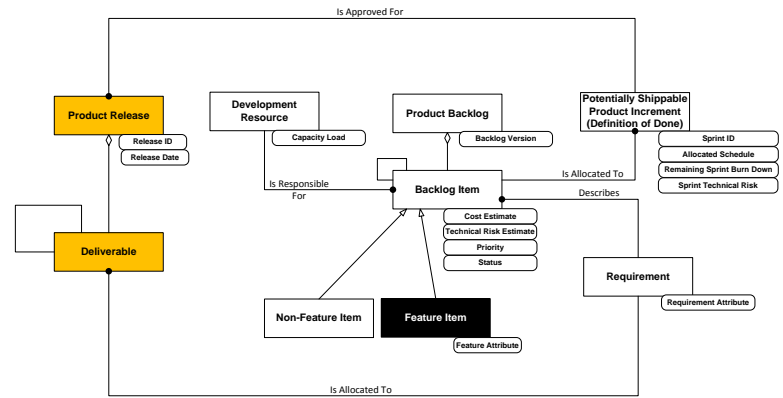 Is Approved For
Product Release
Release ID
Release Date
Development
Resource
Capacity Load
Product Backlog
Backlog Version
Potentially Shippable
Product Increment
(Definition of Done)
Sprint ID
Allocated Schedule
Remaining Sprint Burn Down
Sprint Technical Risk
Is Responsible
For
Backlog Item
Is Allocated To
Describes
Cost Estimate
Technical Risk Estimate
Priority
Status
Deliverable
Requirement
Requirement Attribute
Non-Feature Item
Feature Item
Feature Attribute
Is Allocated To